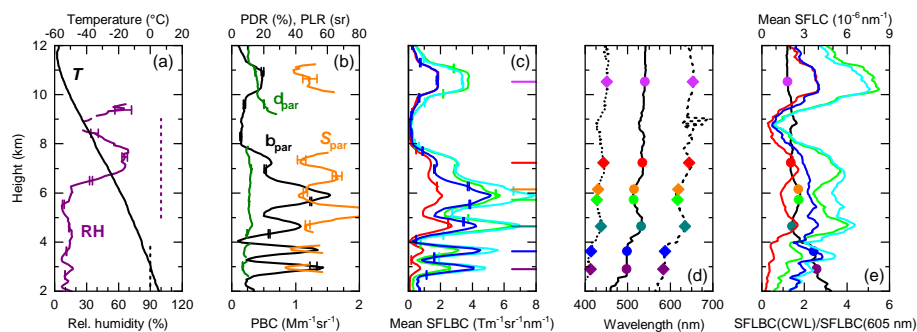 Temperature (°C)
-60 -40 -20 0
PDR (%), PLR (sr)
0 20 40 60 80
Mean SFLC (10-6 nm-1)
0 3 6 9
12 10 8 6 4 2
Height (km)
(a)
T
RH
0 30 60 90 120
Rel. humidity (%)
(b)
dpar
bpar
Spar
0 1 2
PBC (Mm-1sr-1)
(c)
0 2 4 6 8
Mean SFLBC (Tm-1sr-1nm-1)
(d)
400 500 600 700
Wavelength (nm)
(e)
0 2 4 6
SFLBC(CWL)/SFLBC(605 nm)